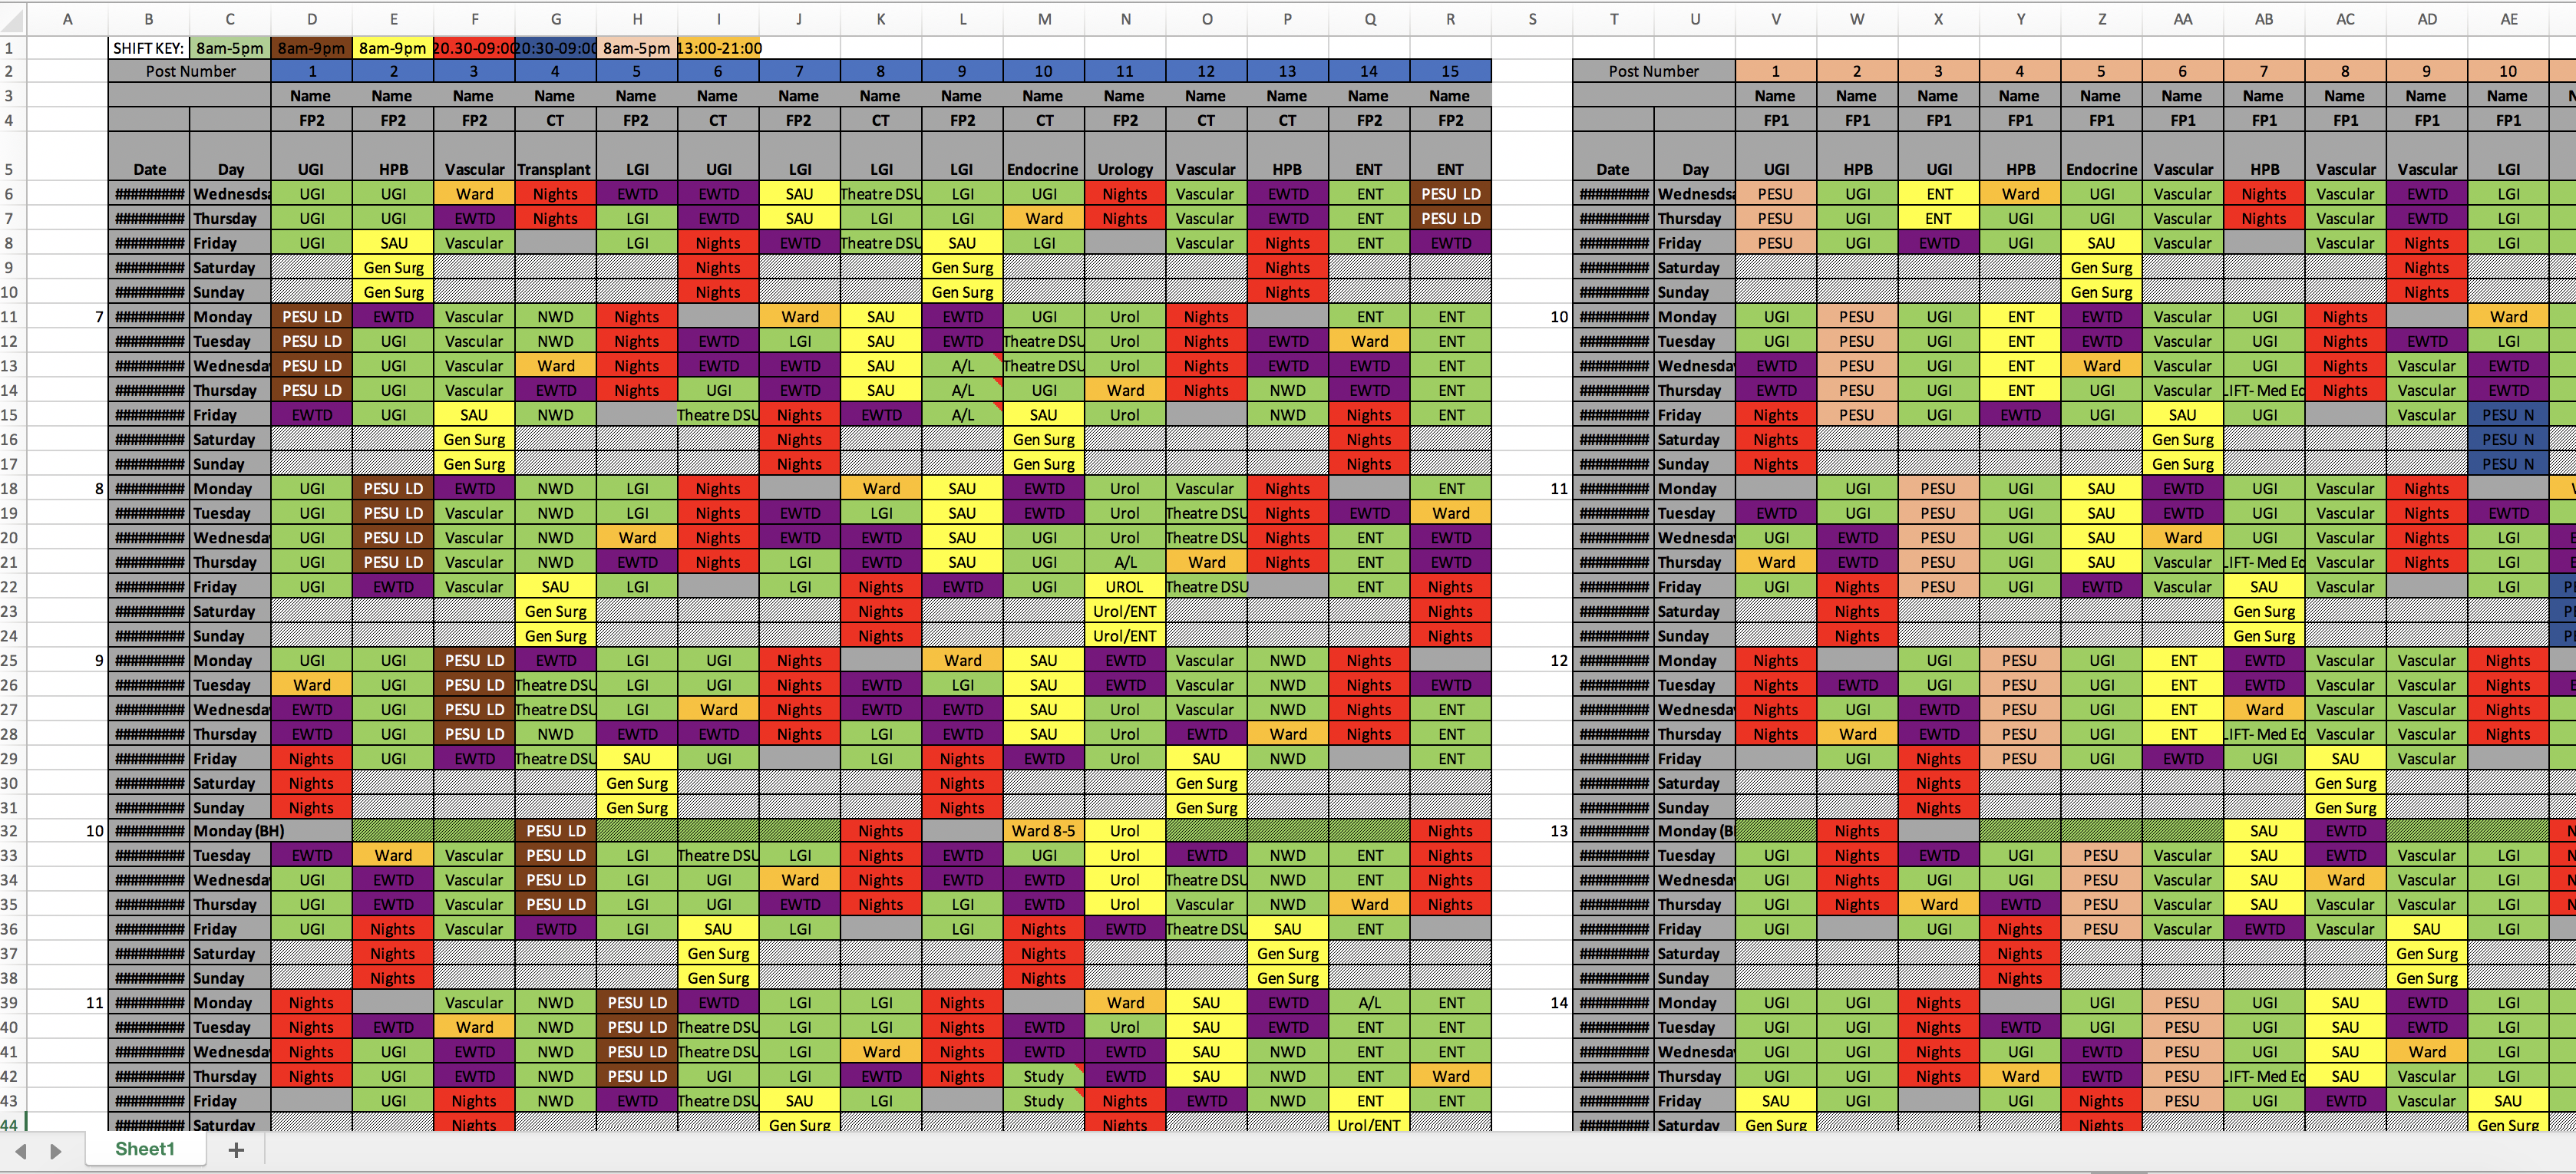 A B C D E F G H I J K L M N O P Q R S T U V W X Y Z AA AB AC AD AE
1 SHIFT KEY: 8am-5pm 8am-9pm 8am-9pm 20.30-09:00 20:30-09:00 8am-5pm 13:00-21:00
2 Post Number 1 2 3 4 5 6 7 8 9 10 11 12 13 14 15 Post Number 1 2 3 4 5 6 7 8 9 10
3 Name Name Name Name Name Name Name Name Name Name Name Name Name Name Name Name Name Name Name Name Name Name Name Name Name
4 FP2 FP2 FP2 CT FP2 CT FP2 CT FP2 CT FP2 CT CT FP2 FP2 FP1 FP1 FP1 FP1 FP1 FP1 FP1 FP1 FP1 FP1
5 Date Day UGI HPB Vascular Transplant LGI UGI LGI LGI LGI Endocrine Urology Vascular HPB ENT ENT Date Day UGI HPB UGI HPB Endocrine Vascular HPB Vascular Vascular LGI
6 ######### Wednesds UGI UGI Ward Nights EWTD EWTD SAU Theatre DSU LGI UGI Nights Vascular EWTD ENT PESU LD ######### Wednesds PESU UGI ENT Ward UGI Vascular Nights Vascular EWTD LGI
7 ######### Thursday UGI UGI EWTD Nights LGI EWTD SAU LGI LGI Ward Nights Vascular EWTD ENT PESU LD ######### Thursday PESU UGI ENT UGI UGI Vascular Nights Vascular EWTD LGI
8 ######### Friday UGI SAU Vascular LGI Nights EWTD Theatre DSU SAU LGI Vascular Nights ENT EWTD ######### Friday PESU UGI EWTD UGI SAU Vascular Vascular Nights LGI
9 ######### Saturday Gen Surg Nights Gen Surg Nights ######### Saturday Gen Surg Nights
10 ######### Sunday Gen Surg Nights Gen Surg Nights ######### Sunday Gen Surg Nights
11 7 ######### Monday PESU LD EWTD Vascular NWD Nights Ward SAU EWTD UGI Urol Nights ENT ENT 10 ######### Monday UGI PESU UGI ENT EWTD Vascular UGI Nights Ward
12 ######### Tuesday PESU LD UGI Vascular NWD Nights EWTD LGI SAU EWTD Theatre DSU Urol Nights EWTD Ward ENT ######### Tuesday UGI PESU UGI ENT UGI Vascular UGI Nights EWTD LGI
13 ######### Wednesda PESU LD UGI Vascular Ward Nights EWTD EWTD SAU A/L Theatre DSU Urol Nights EWTD EWTD ENT ######### Wednesda EWTD PESU UGI ENT Ward Vascular UGI Nights Vascular EWTD
14 ######### Thursday PESU LD UGI Vascular EWTD Nights UGI EWTD SAU A/L UGI Ward Nights NWD EWTD ENT ######### Thursday EWTD PESU UGI ENT UGI Vascular LIFT- Med Ed Nights Vascular EWTD
15 ######### Friday EWTD UGI SAU NWD Theatre DSU Nights EWTD A/L SAU Urol NWD Nights ENT ######### Friday Nights PESU UGI EWTD UGI SAU UGI Vascular PESU N
16 ######### Saturday Gen Surg Nights Gen Surg Nights ######### Saturday Nights Gen Surg PESU N
17 ######### Sunday Gen Surg Nights Gen Surg Nights ######### Sunday Nights Gen Surg PESU N
18 8 ######### Monday UGI PESU LD EWTD NWD LGI Nights Ward SAU EWTD Urol Vascular Nights ENT 11 ######### Monday UGI PESU UGI SAU EWTD UGI Vascular Nights
19 ######### Tuesday UGI PESU LD Vascular NWD LGI Nights EWTD LGI SAU EWTD Urol Theatre DSU Nights EWTD Ward ######### Tuesday EWTD UGI PESU UGI SAU EWTD UGI Vascular Nights EWTD
20 ######### Wednesda UGI PESU LD Vascular NWD Ward Nights EWTD EWTD SAU UGI Urol Theatre DSU Nights ENT EWTD ######### Wednesda UGI EWTD PESU UGI SAU Ward UGI Vascular Nights LGI
21 ######### Thursday UGI PESU LD Vascular NWD EWTD Nights LGI EWTD SAU UGI A/L Ward Nights ENT EWTD ######### Thursday Ward EWTD PESU UGI SAU Vascular LIFT- Med Ed Vascular Nights LGI
22 ######### Friday UGI EWTD Vascular SAU LGI LGI Nights EWTD UGI UROL Theatre DSU ENT Nights ######### Friday UGI Nights PESU UGI EWTD Vascular SAU Vascular LGI
23 ######### Saturday Gen Surg Nights Urol/ENT Nights ######### Saturday Nights Gen Surg
24 ######### Sunday Gen Surg Nights Urol/ENT Nights ######### Sunday Nights Gen Surg
25 9 ######### Monday UGI UGI PESU LD EWTD LGI UGI Nights Ward SAU EWTD Vascular NWD Nights 12 ######### Monday Nights UGI PESU UGI ENT EWTD Vascular Vascular Nights
26 ######### Tuesday Ward UGI PESU LD Theatre DSU LGI UGI Nights EWTD LGI SAU EWTD Vascular NWD Nights EWTD ######### Tuesday Nights EWTD UGI PESU UGI ENT EWTD Vascular Vascular Nights
27 ######### Wednesda EWTD UGI PESU LD Theatre DSU LGI Ward Nights EWTD EWTD SAU Urol Vascular NWD Nights ENT ######### Wednesda Nights UGI EWTD PESU UGI ENT Ward Vascular Vascular Nights
28 ######### Thursday EWTD UGI PESU LD NWD EWTD EWTD Nights LGI EWTD SAU Urol EWTD Ward Nights ENT ######### Thursday Nights Ward EWTD PESU UGI ENT LIFT- Med Ed Vascular Vascular Nights
29 ######### Friday Nights UGI EWTD Theatre DSU SAU UGI LGI Nights EWTD Urol SAU NWD ENT ######### Friday UGI Nights PESU UGI EWTD UGI SAU Vascular
30 ######### Saturday Nights Gen Surg Nights Gen Surg ######### Saturday Nights Gen Surg
31 ######### Sunday Nights Gen Surg Nights Gen Surg ######### Sunday Nights Gen Surg
32 10 ######### Monday (BH) PESU LD Nights Ward 8-5 Urol Nights 13 ######### Monday (B Nights SAU EWTD
33 ######### Tuesday EWTD Ward Vascular PESU LD LGI Theatre DSU LGI Nights EWTD UGI Urol EWTD NWD ENT Nights ######### Tuesday UGI Nights EWTD UGI PESU Vascular SAU EWTD Vascular LGI
34 ######### Wednesda UGI EWTD Vascular PESU LD LGI UGI Ward Nights EWTD EWTD Urol Theatre DSU NWD ENT Nights ######### Wednesda UGI Nights UGI UGI PESU Vascular SAU Ward Vascular LGI
35 ######### Thursday UGI EWTD Vascular PESU LD LGI UGI EWTD Nights LGI EWTD Urol Vascular NWD Ward Nights ######### Thursday UGI Nights Ward EWTD PESU Vascular SAU Vascular Vascular LGI
36 ######### Friday UGI Nights Vascular EWTD LGI SAU LGI LGI Nights EWTD Theatre DSU SAU ENT ######### Friday UGI UGI Nights PESU Vascular EWTD Vascular SAU LGI
37 ######### Saturday Nights Gen Surg Nights Gen Surg ######### Saturday Nights Gen Surg
38 ######### Sunday Nights Gen Surg Nights Gen Surg ######### Sunday Nights Gen Surg
39 11 ######### Monday Nights Vascular NWD PESU LD EWTD LGI LGI Nights Ward SAU EWTD A/L ENT 14 ######### Monday UGI UGI Nights UGI PESU UGI SAU EWTD LGI
40 ######### Tuesday Nights EWTD Ward NWD PESU LD Theatre DSU LGI LGI Nights EWTD Urol SAU EWTD ENT ENT ######### Tuesday UGI UGI Nights EWTD UGI PESU UGI SAU EWTD LGI
41 ######### Wednesda Nights UGI EWTD NWD PESU LD Theatre DSU LGI Ward Nights EWTD EWTD SAU NWD ENT ENT ######### Wednesda UGI UGI Nights UGI EWTD PESU UGI SAU Ward LGI
42 ######### Thursday Nights UGI EWTD NWD PESU LD UGI LGI EWTD Nights Study EWTD SAU NWD ENT Ward ######### Thursday UGI UGI Nights Ward EWTD PESU LIFT- Med Ed SAU Vascular LGI
43 ######### Friday UGI Nights NWD EWTD Theatre DSU SAU LGI Study Nights EWTD NWD ENT ENT ######### Friday SAU UGI UGI Nights PESU UGI EWTD Vascular SAU
44 ######### Saturday Nights Gen Surg Nights Urol/ENT ######### Saturday Gen Surg Nights Gen Surg
Sheet1 +